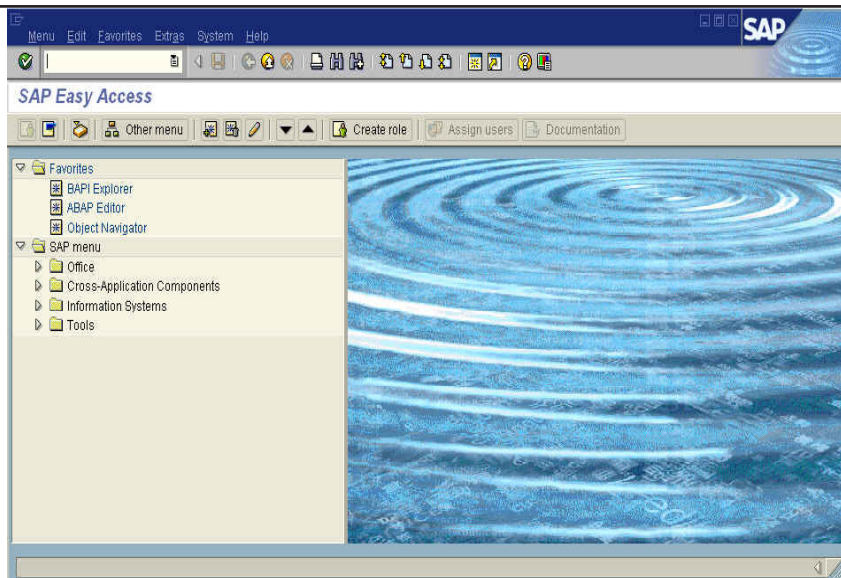 Menu Edit Favorites Extras System Help
SAP
SAP Easy Access
Other menu Create role Assign users Documentation
Favorites
BAPI Explorer
ABAP Editor
Object Navigator
SAP menu
Office
Cross-Application Components
Information Systems
Tools